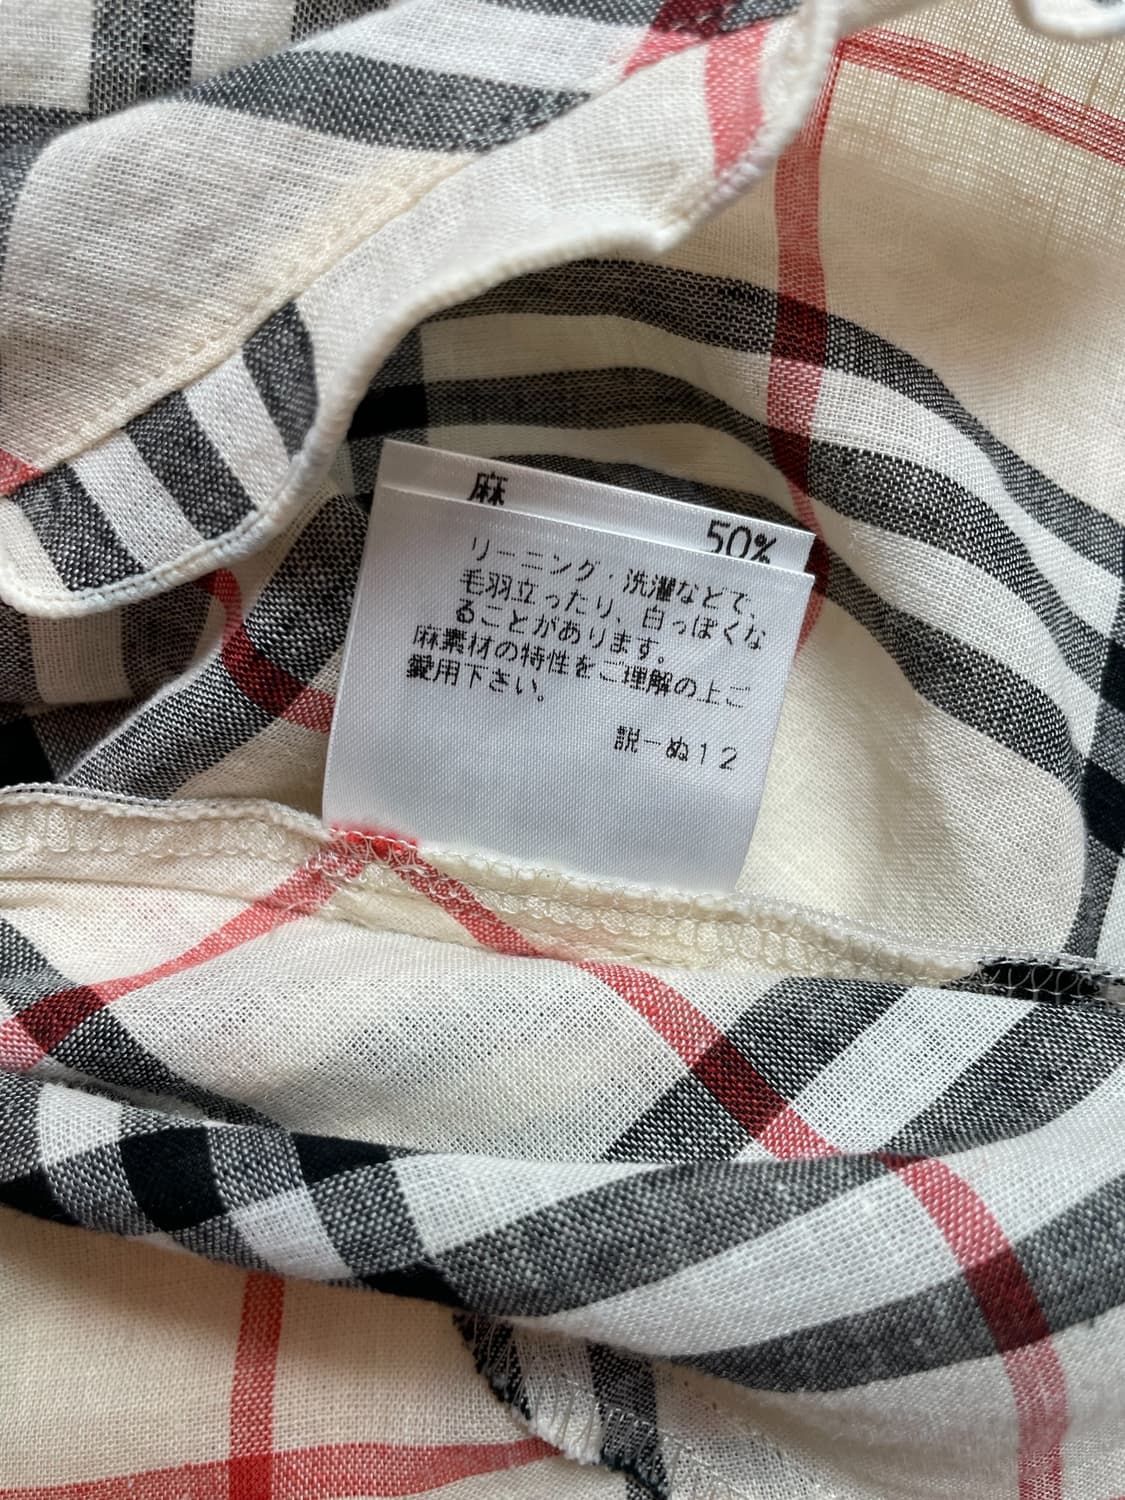 麻
50%
リーニング・洗濯などで、
毛羽立ったり、白っぽくな
ることがあります。
麻素材の特性をご理解の上ご
愛用下さい。
説ーぬ12